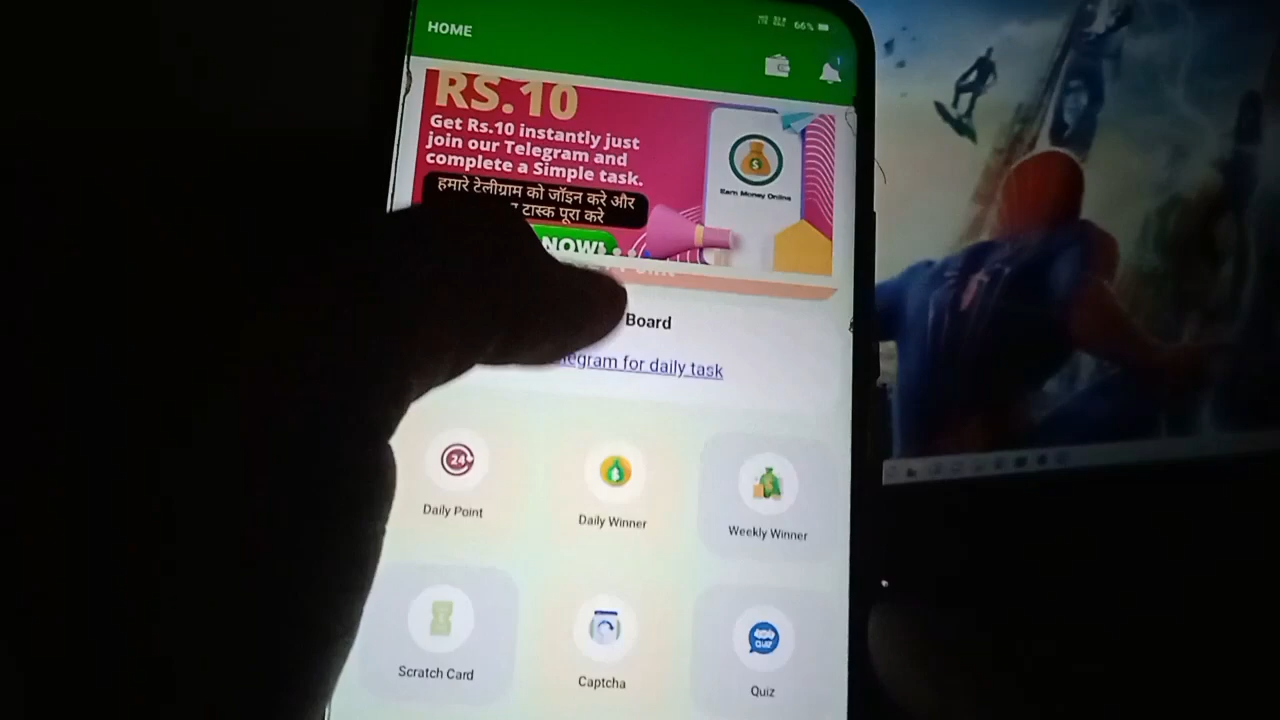 HOME
66%
RS.10
Get Rs.10 instantly just
join our Telegram and
complete a Simple task.
हमारे टेलीग्राम को जॉइन करे और
टास्क पूरा करे
NOW!
Earn Money Online
Board
legram for daily task
24
Daily Point
Daily Winner
Weekly Winner
Scratch Card
Captcha
QUIZ
Quiz